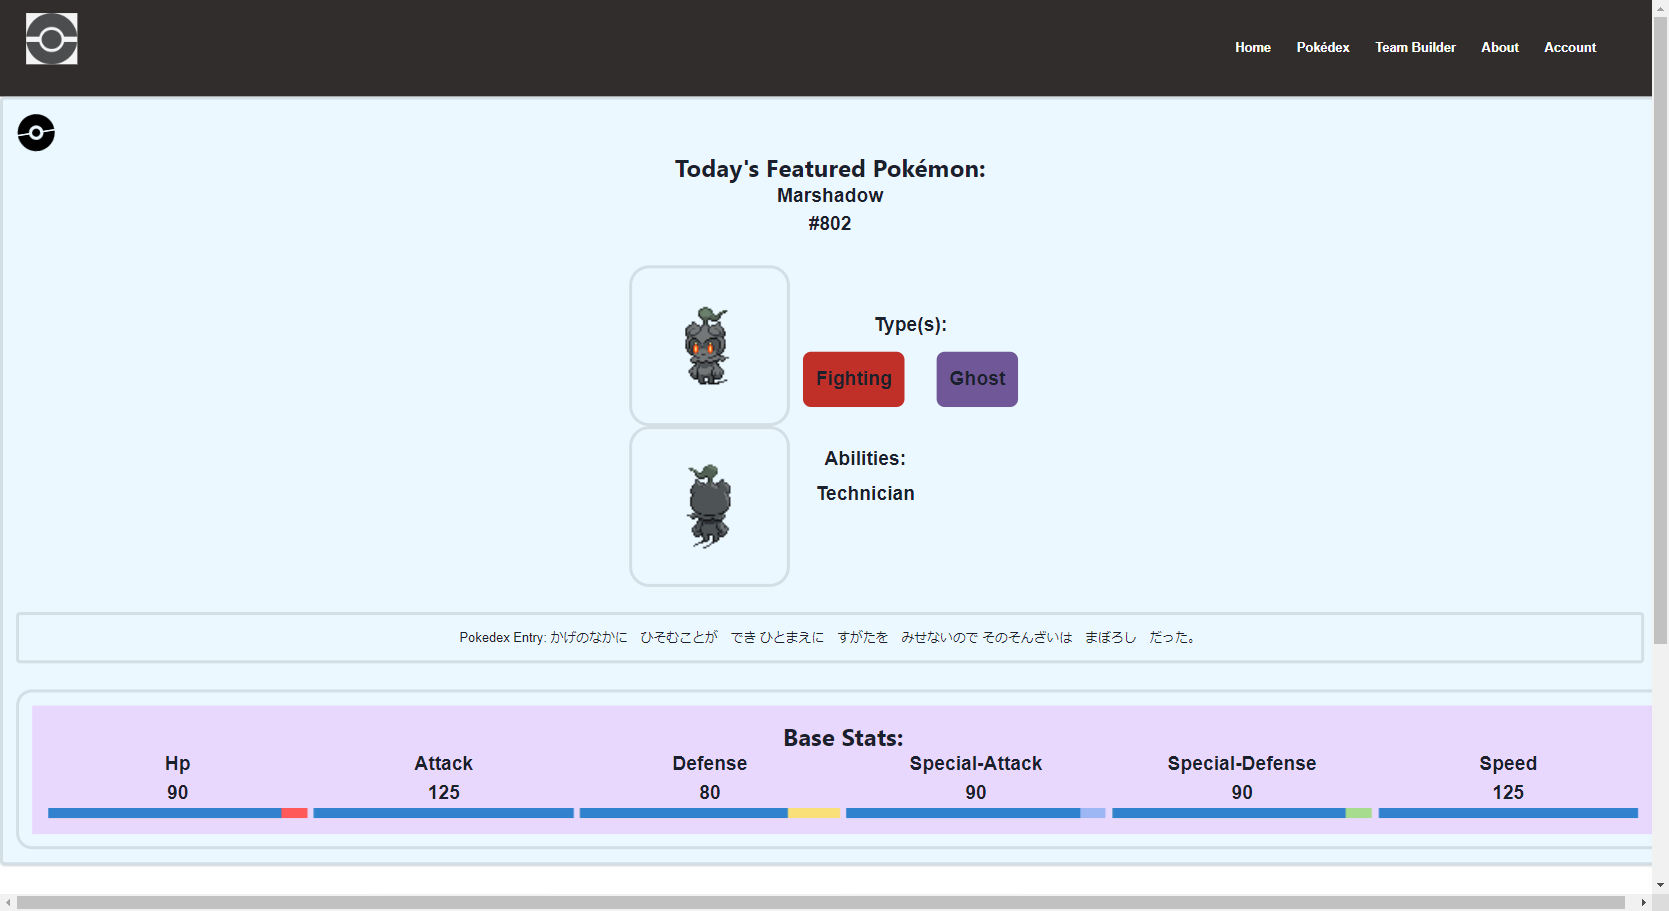 Home Pokédex Team Builder About Account
Today's Featured Pokémon:
Marshadow
#802
Type(s):
Fighting Ghost
Abilities:
Technician
Pokedex Entry: かげのなかに　ひそむことが　でき ひとまえに　すがたを　みせないので そのそんざいは　まぼろし　だった。
Base Stats:
Hp Attack Defense Special-Attack Special-Defense Speed
90 125 80 90 90 125